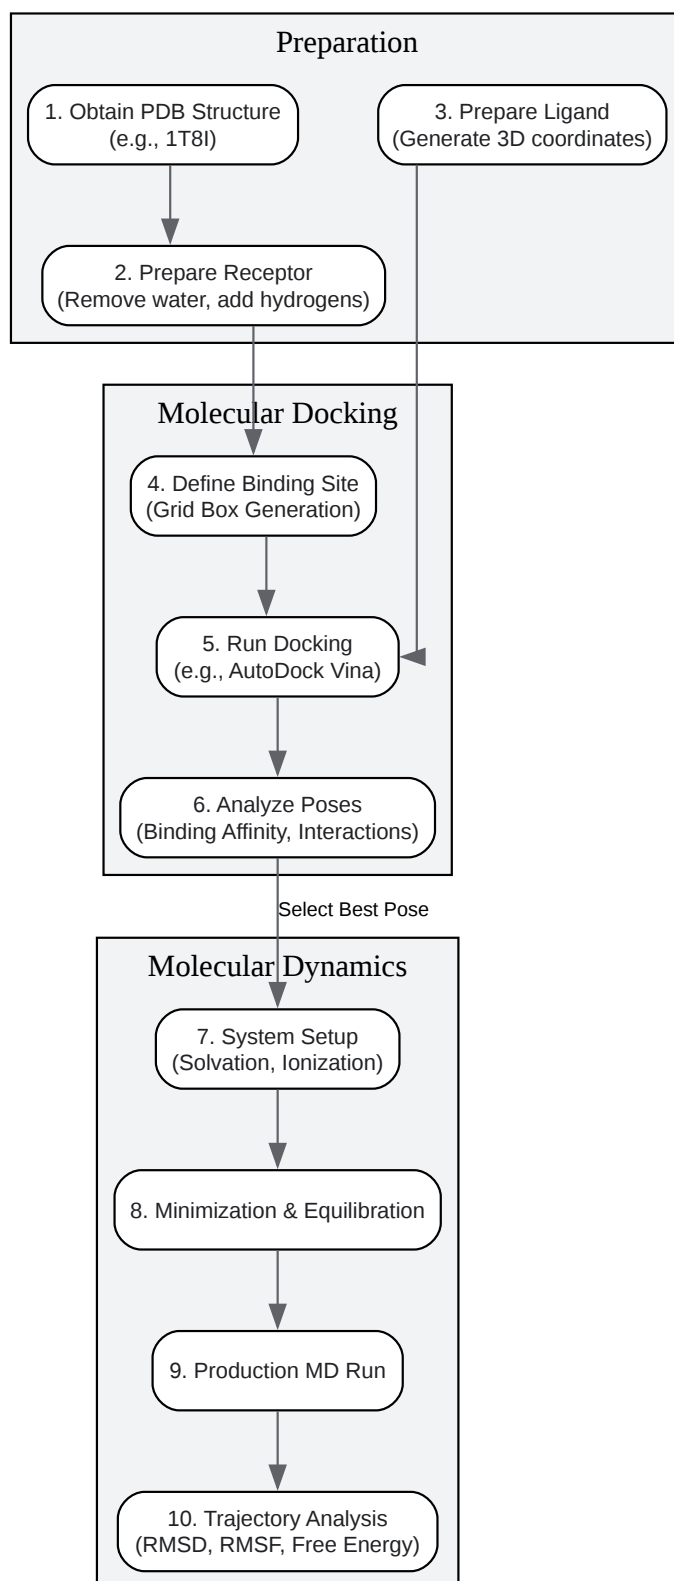 Preparation
1. Obtain PDB Structure
(e.g., 1T8I)
3. Prepare Ligand
(Generate 3D coordinates)
2. Prepare Receptor
(Remove water, add hydrogens)
Molecular Docking
4. Define Binding Site
(Grid Box Generation)
5. Run Docking
(e.g., AutoDock Vina)
6. Analyze Poses
(Binding Affinity, Interactions)
Select Best Pose
Molecular Dynamics
7. System Setup
(Solvation, Ionization)
8. Minimization & Equilibration
9. Production MD Run
10. Trajectory Analysis
(RMSD, RMSF, Free Energy)